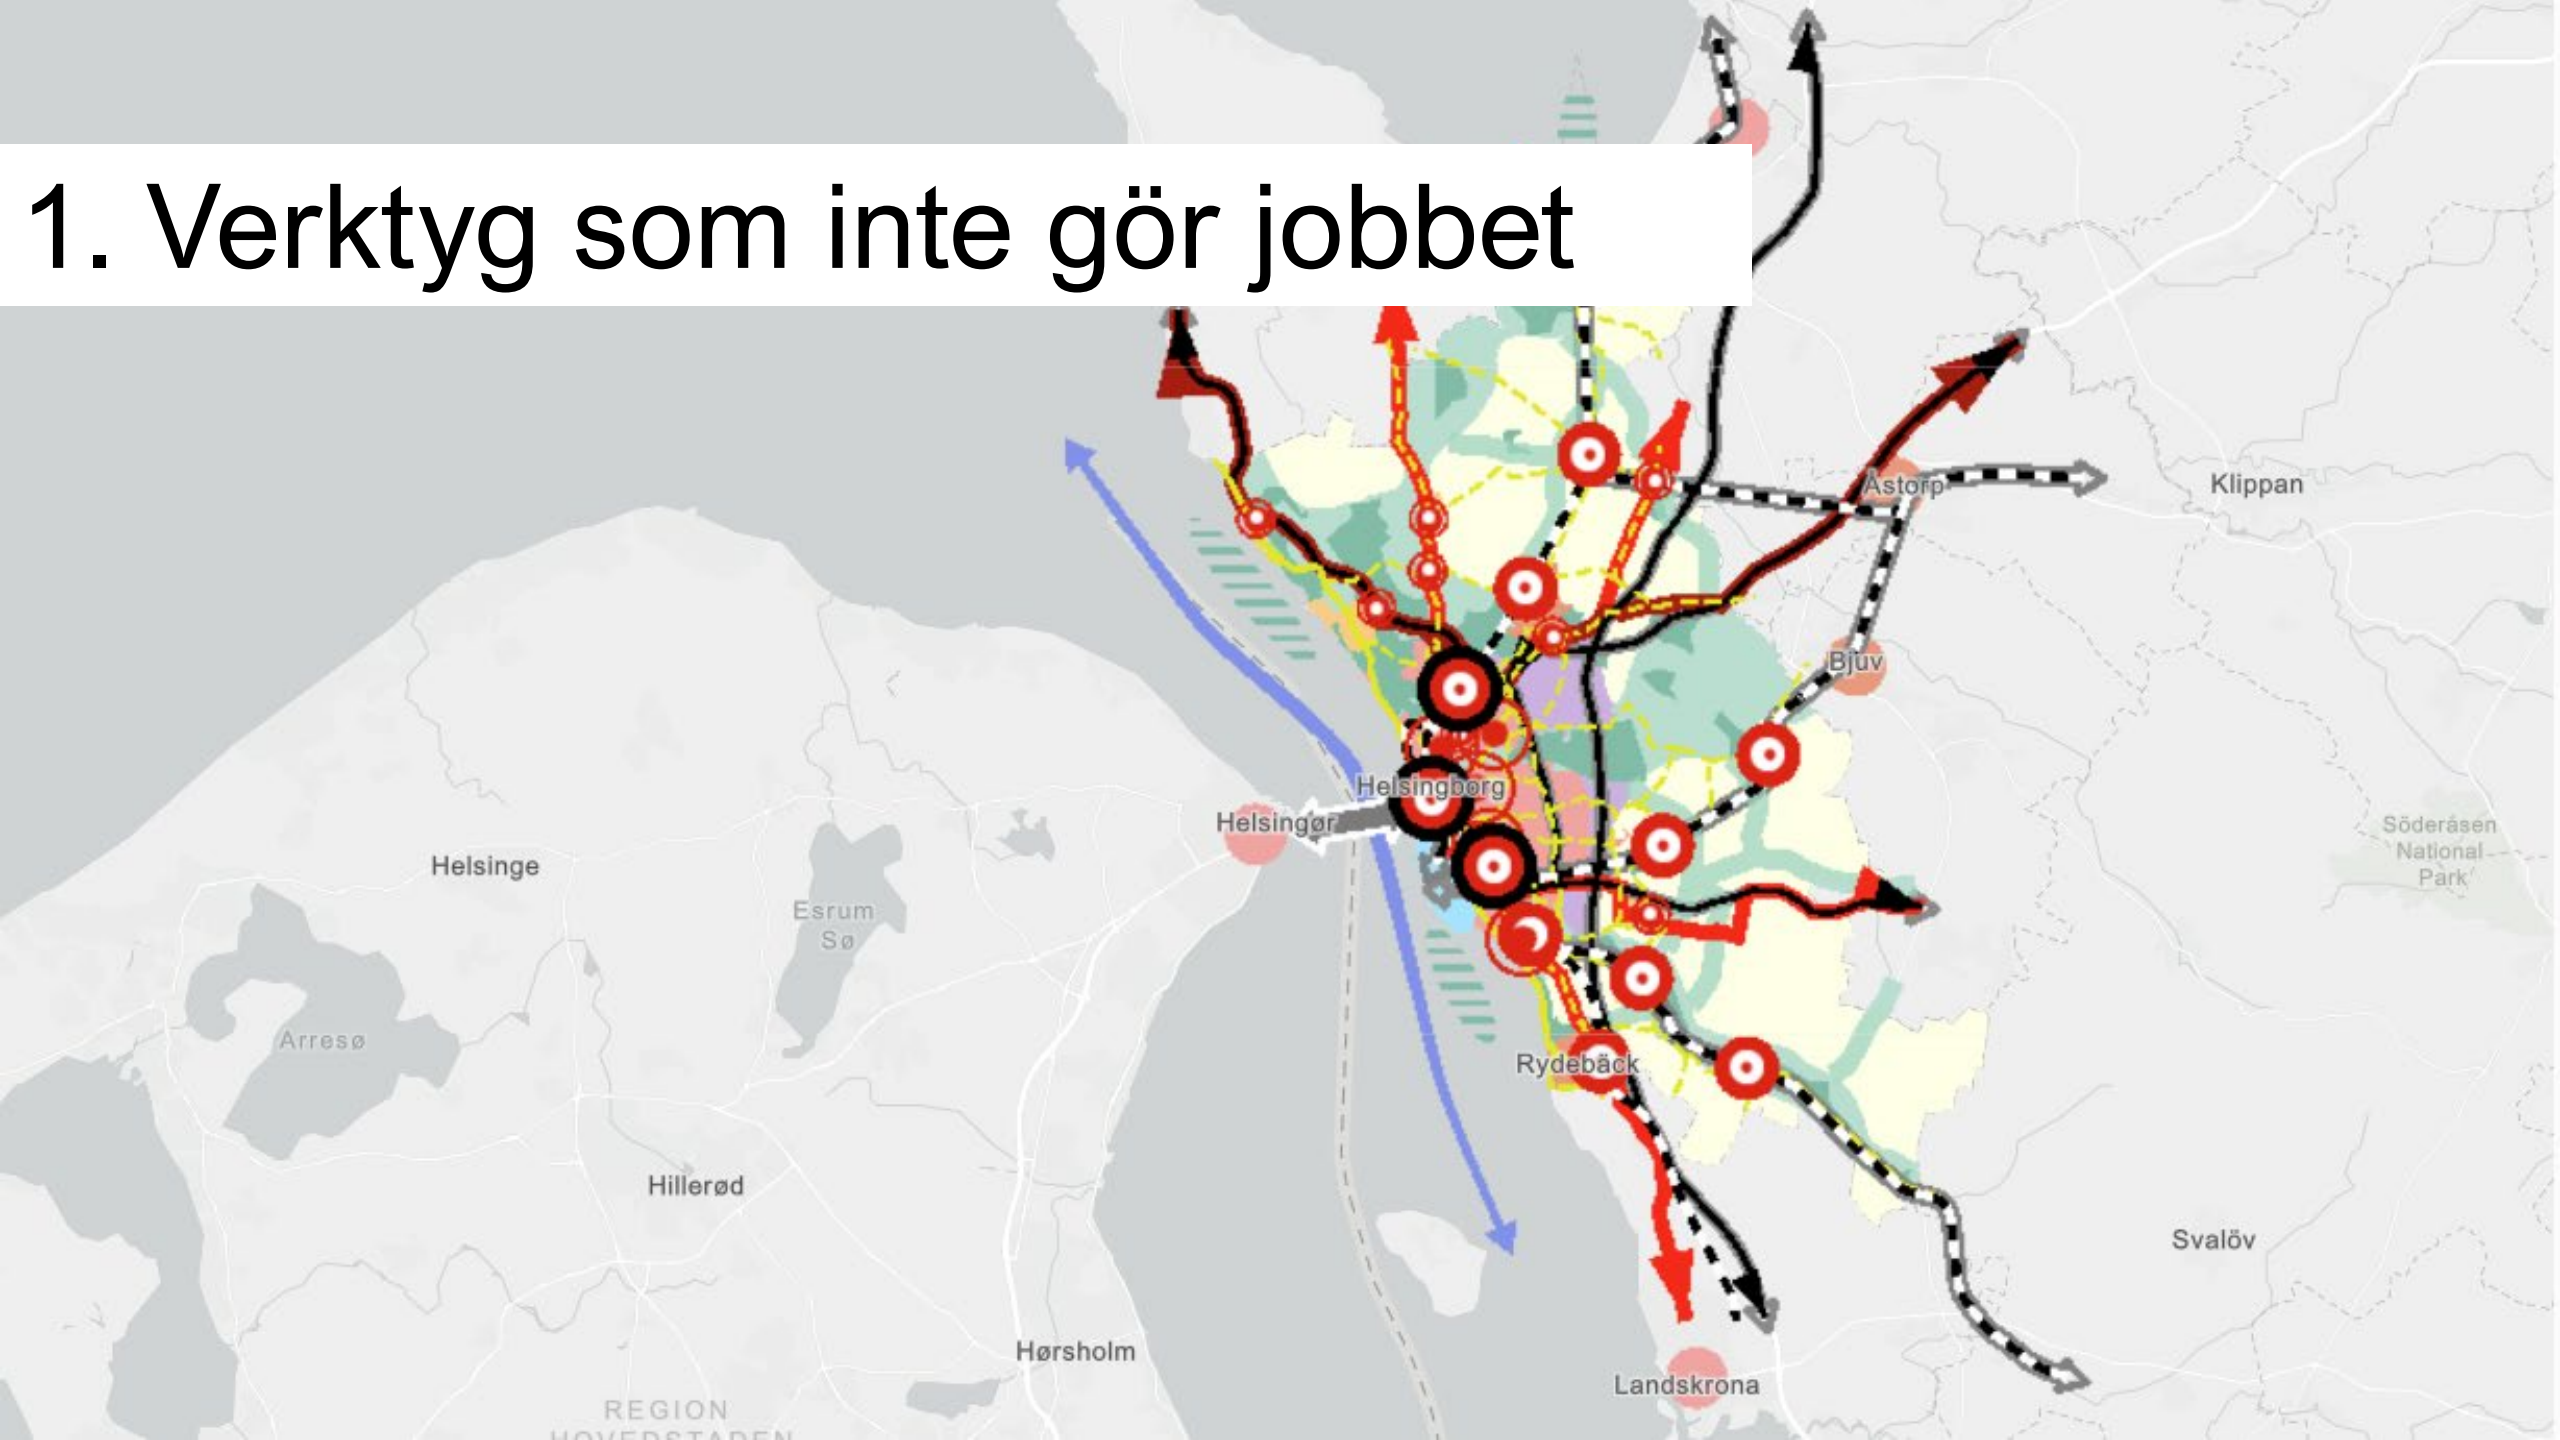 1. Verktyg som inte gör jobbet
Åstorp
Klippan
Bjuv
Helsingborg
Helsingør
Söderåsen
National
Park
Helsinge
Esrum
Sø
Arresø
Rydebäck
Hillerød
Svalöv
Hørsholm
Landskrona
REGION
HOVEDSTADEN